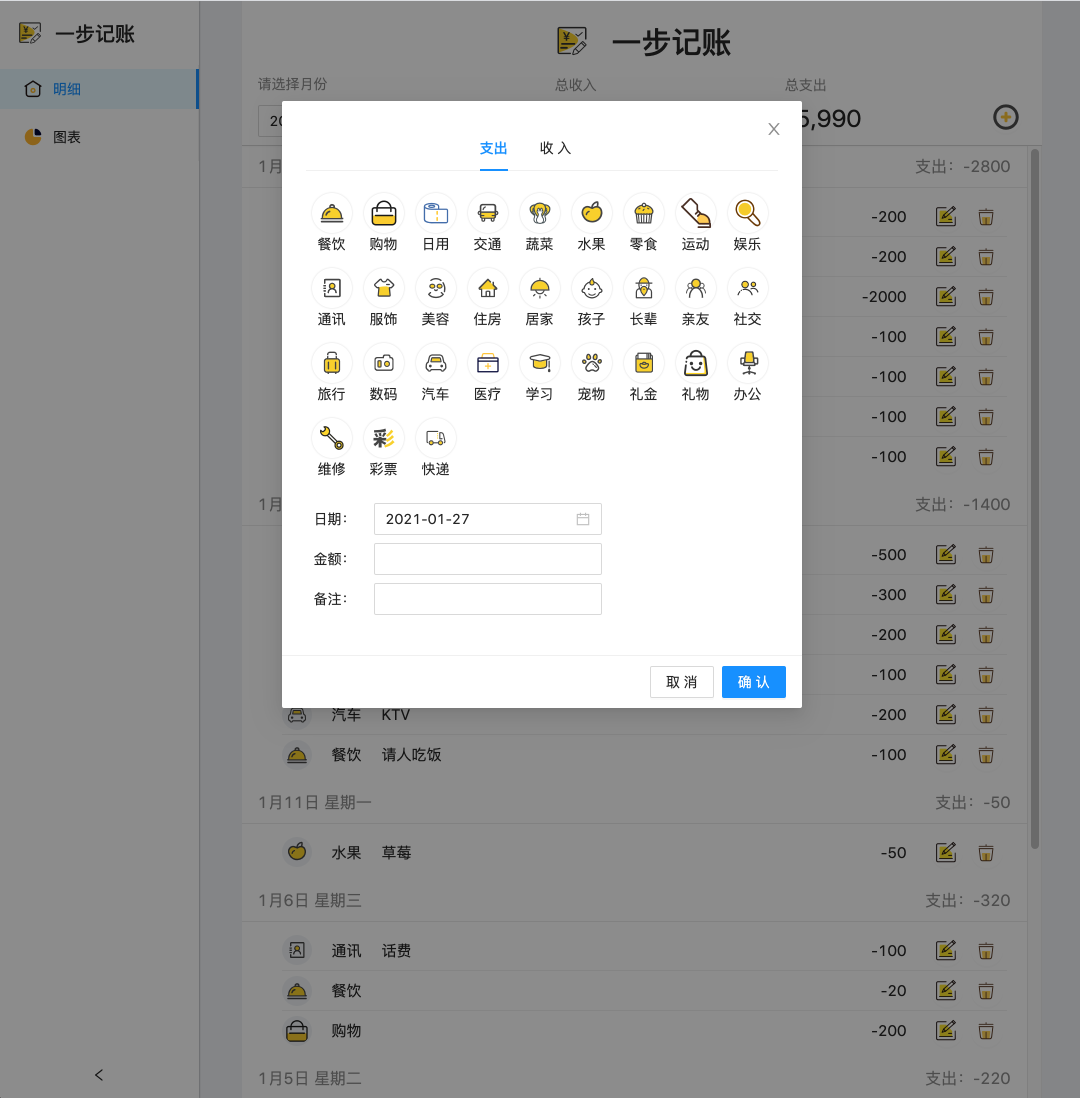 一步记账
明细
图表
一步记账
请选择月份 总收入 总支出
支出 收入
餐饮 购物 日用 交通 蔬菜 水果 零食 运动 娱乐
通讯 服饰 美容 住房 居家 孩子 长辈 亲友 社交
旅行 数码 汽车 医疗 学习 宠物 礼金 礼物 办公
维修 彩票 快递
日期: 2021-01-27
金额:
备注:
取消 确认
支出: -2800
-200
-200
-2000
-100
-100
-100
-100
支出: -1400
-500
-300
-200
-100
汽车 KTV -200
餐饮 请人吃饭 -100
1月11日 星期一 支出: -50
水果 草莓 -50
1月6日 星期三 支出: -320
通讯 话费 -100
餐饮 -20
购物 -200
1月5日 星期二 支出: -220